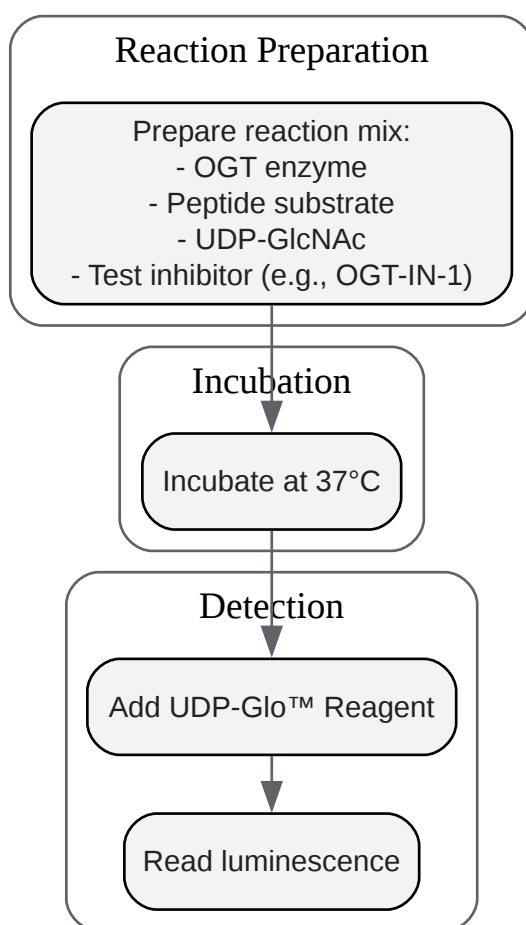 Reaction Preparation
Prepare reaction mix:
- OGT enzyme
- Peptide substrate
- UDP-GlcNAc
- Test inhibitor (e.g., OGT-IN-1)
Incubation
Incubate at 37°C
Detection
Add UDP-Glo™ Reagent
Read luminescence